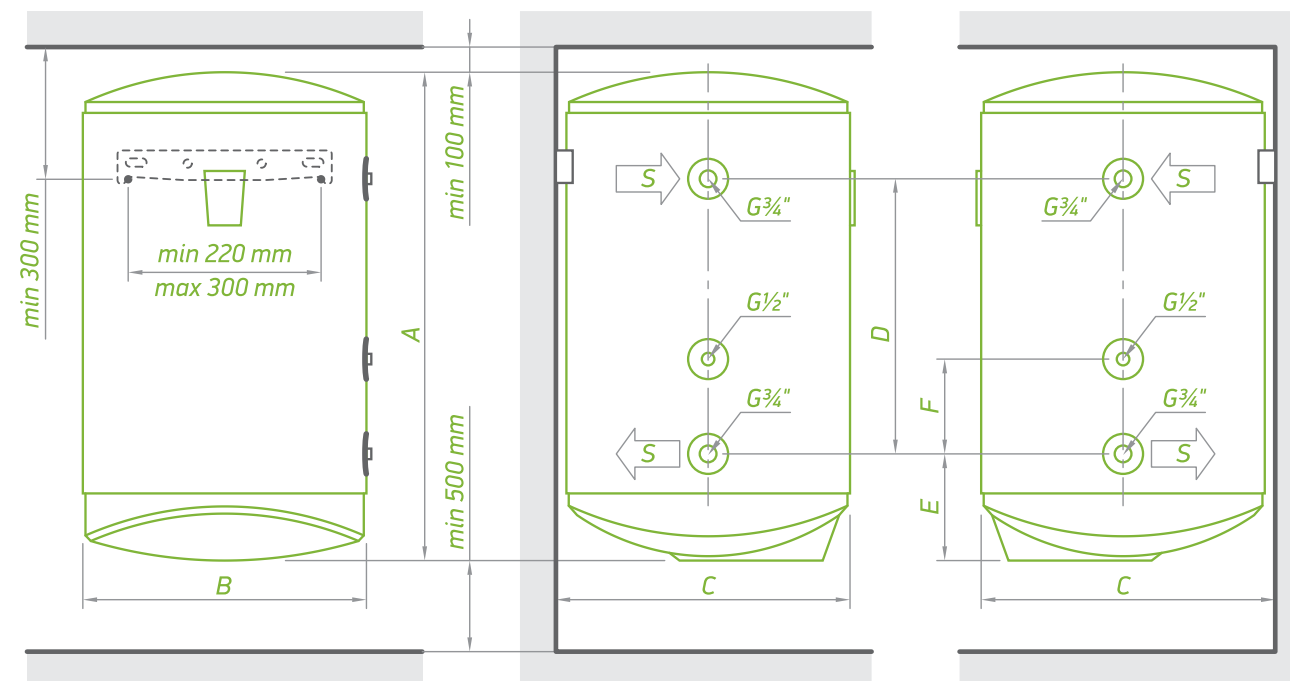 min 300 mm
min 220 mm
max 300 mm
B
A
min 100 mm
min 500 mm
S
G¾"
G½"
G¾"
S
C
D
G¾"
S
G½"
F
G¾"
S
E
C